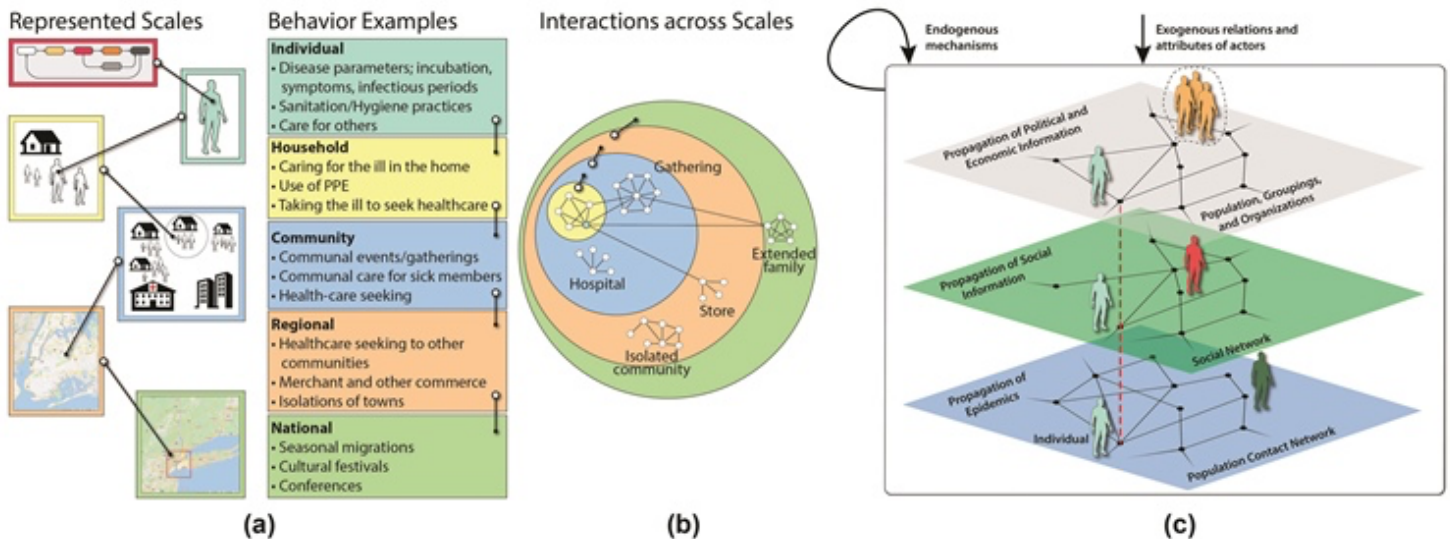 Represented Scales
Behavior Examples
Individual
• Disease parameters; incubation,
symptoms, infectious periods
• Sanitation/Hygiene practices
• Care for others
Household
• Caring for the ill in the home
• Use of PPE
• Taking the ill to seek healthcare
Community
• Communal events/gatherings
• Communal care for sick members
• Health-care seeking
Regional
• Healthcare seeking to other
communities
• Merchant and other commerce
• Isolations of towns
National
• Seasonal migrations
• Cultural festivals
• Conferences
(a)
Interactions across Scales
Gathering
Extended
family
Hospital
Store
Isolated
community
(b)
Endogenous
mechanisms
Exogenous relations and
attributes of actors
Propagation of Political and
Economic Information
Population, Groupings,
and Organizations
Propagation of Social
Information
Social Network
Propagation of
Epidemics
Individual
Population Contact Network
(c)